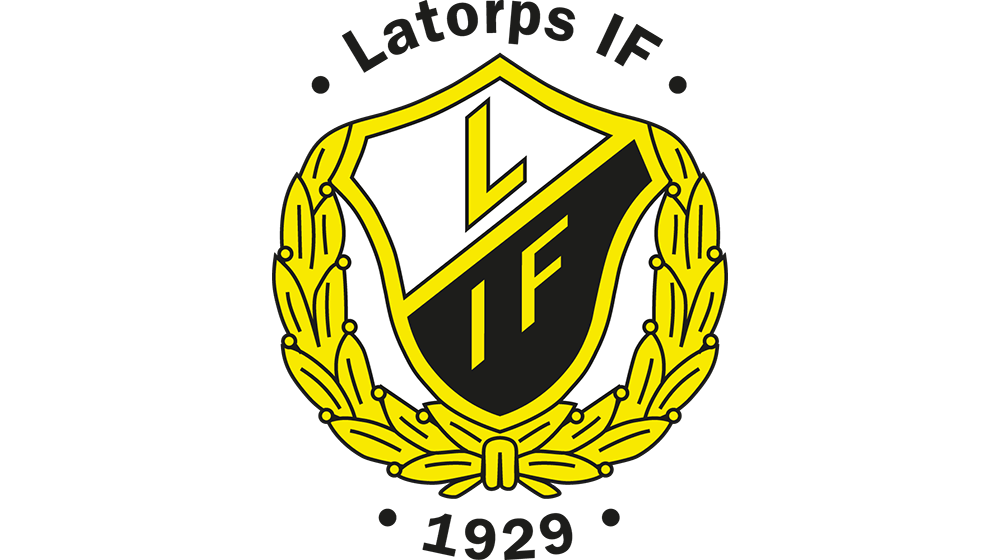 Latorps IF
L
IF
1929